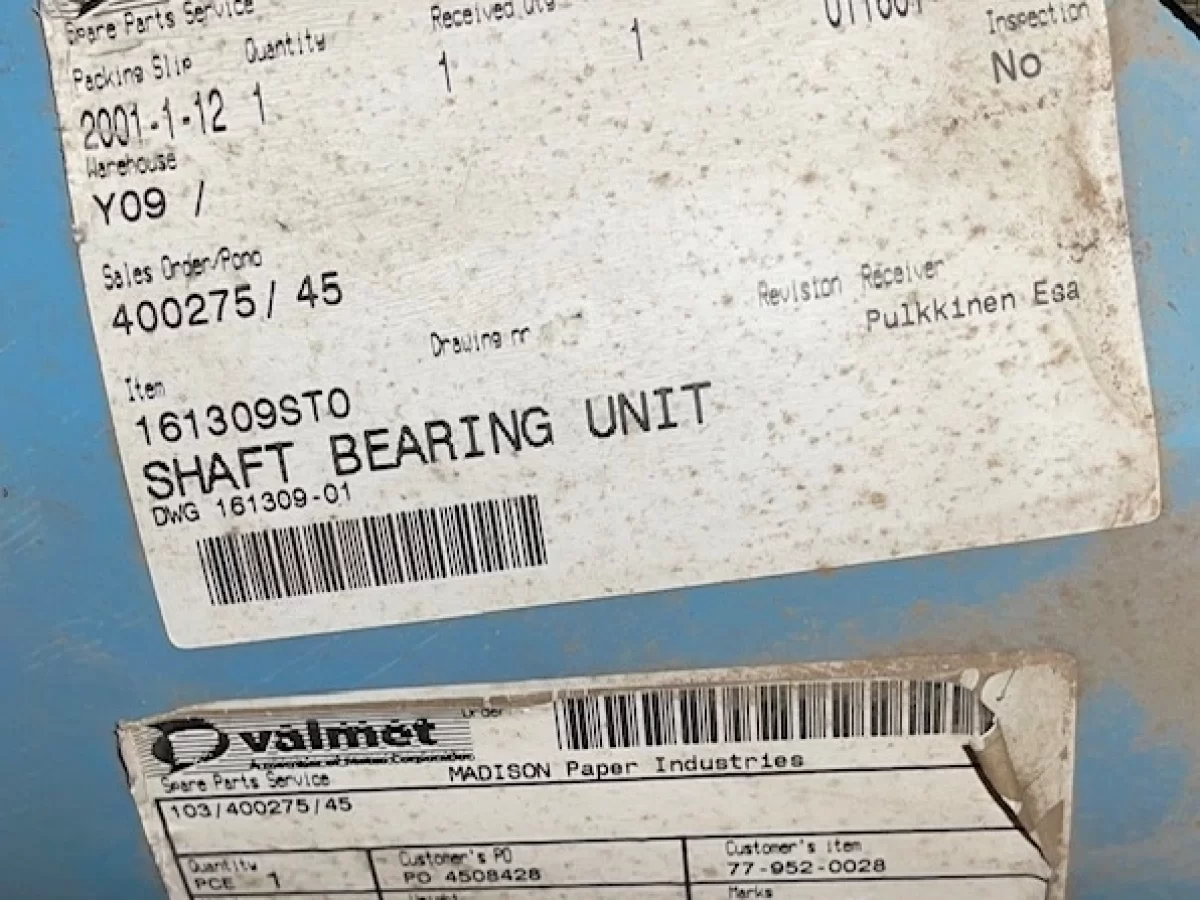 Spare Parts Service
Packing Slip Quantity Received Qty Inspection
2001-1-12 1 1 1 No
Warehouse
Y09 /
Sales Order/Pono
400275/ 45
Drawing nr Revision Receiver
Pulkkinen Esa
Item
161309STO
SHAFT BEARING UNIT
DWG 161309-01
valmet
Spare Parts Service MADISON Paper Industries
103/400275/45
Quantity Customer's PO Customer's item
PCE 1 PO 4508428 77-952-0028
Marks